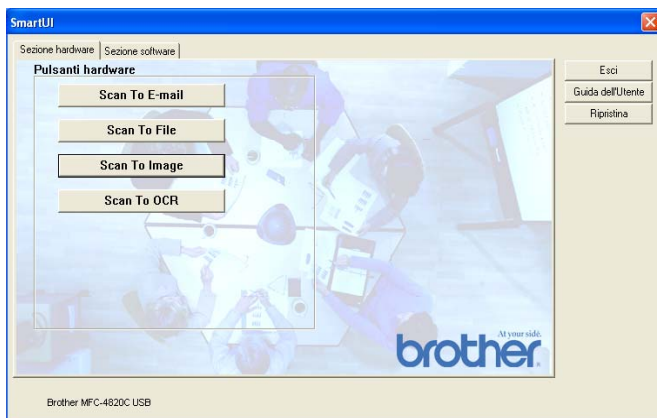 SmartUI
Sezione hardware
Sezione software
Pulsanti hardware
Scan To E-mail
Scan To File
Scan To Image
Scan To OCR
Esci
Guida dell'Utente
Ripristina
At your side.
brother
Brother MFC-4820C USB